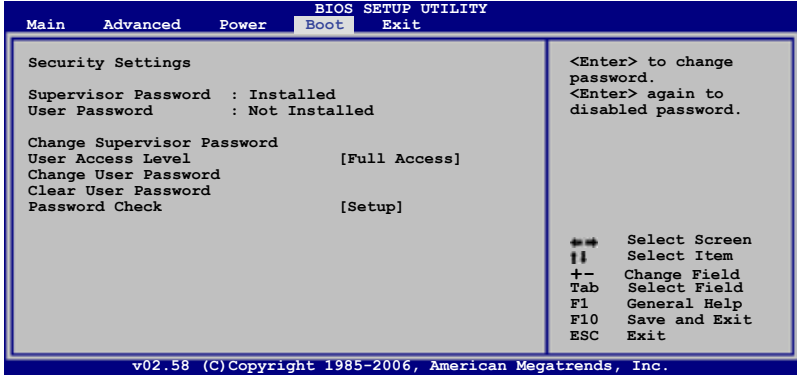 BIOS SETUP UTILITY
Main Advanced Power Boot Exit
Security Settings
Supervisor Password : Installed
User Password : Not Installed
Change Supervisor Password
User Access Level [Full Access]
Change User Password
Clear User Password
Password Check [Setup]
<Enter> to change
password.
<Enter> again to
disabled password.
←→ Select Screen
↑↓ Select Item
+- Change Field
Tab Select Field
F1 General Help
F10 Save and Exit
ESC Exit
v02.58 (C)Copyright 1985-2006, American Megatrends, Inc.